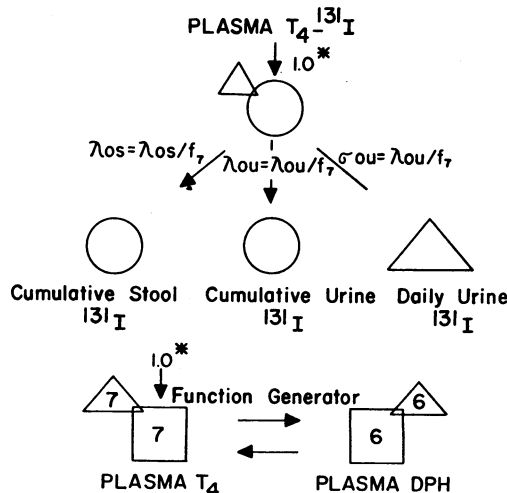 PLASMA T₄-¹³¹I
1.0*
λos=λos/f₇
λou=λou/f₇
σou=λou/f₇
Cumulative Stool
¹³¹I
Cumulative Urine
¹³¹I
Daily Urine
¹³¹I
1.0*
7
Function Generator
6
7
6
PLASMA T₄
PLASMA DPH